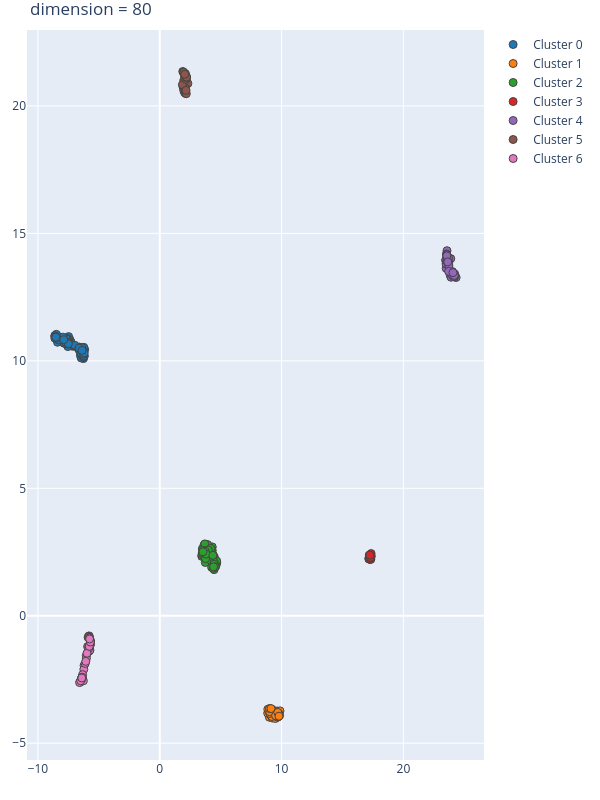 dimension = 80
Cluster 0
Cluster 1
Cluster 2
Cluster 3
Cluster 4
Cluster 5
Cluster 6
20
15
10
5
0
−5
−10 0 10 20